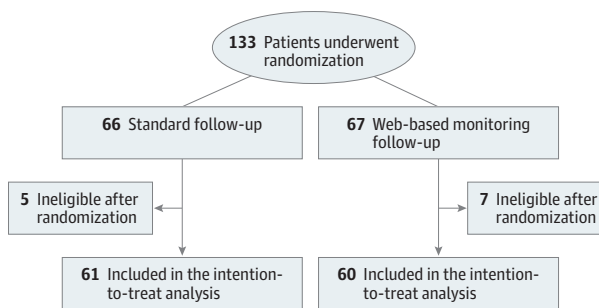 133 Patients underwent
randomization
66 Standard follow-up
67 Web-based monitoring
follow-up
5 Ineligible after
randomization
7 Ineligible after
randomization
61 Included in the intention-
to-treat analysis
60 Included in the intention-
to-treat analysis